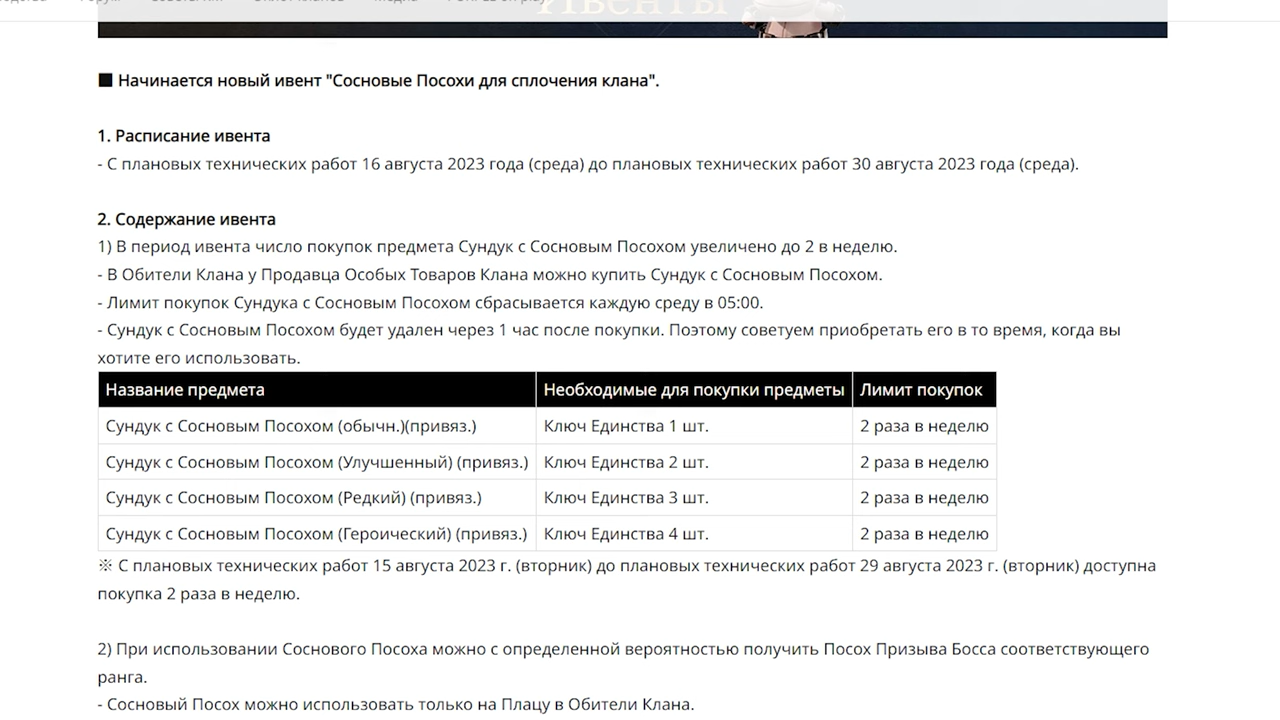 Ивенты
■ Начинается новый ивент "Сосновые Посохи для сплочения клана".
1. Расписание ивента
- С плановых технических работ 16 августа 2023 года (среда) до плановых технических работ 30 августа 2023 года (среда).
2. Содержание ивента
1) В период ивента число покупок предмета Сундук с Сосновым Посохом увеличено до 2 в неделю.
- В Обители Клана у Продавца Особых Товаров Клана можно купить Сундук с Сосновым Посохом.
- Лимит покупок Сундука с Сосновым Посохом сбрасывается каждую среду в 05:00.
- Сундук с Сосновым Посохом будет удален через 1 час после покупки. Поэтому советуем приобретать его в то время, когда вы
хотите его использовать.
Название предмета Необходимые для покупки предметы Лимит покупок
Сундук с Сосновым Посохом (обычн.)(привяз.) Ключ Единства 1 шт. 2 раза в неделю
Сундук с Сосновым Посохом (Улучшенный) (привяз.) Ключ Единства 2 шт. 2 раза в неделю
Сундук с Сосновым Посохом (Редкий) (привяз.) Ключ Единства 3 шт. 2 раза в неделю
Сундук с Сосновым Посохом (Героический) (привяз.) Ключ Единства 4 шт. 2 раза в неделю
※ С плановых технических работ 15 августа 2023 г. (вторник) до плановых технических работ 29 августа 2023 г. (вторник) доступна
покупка 2 раза в неделю.
2) При использовании Соснового Посоха можно с определенной вероятностью получить Посох Призыва Босса соответствующего
ранга.
- Сосновый Посох можно использовать только на Плацу в Обители Клана.